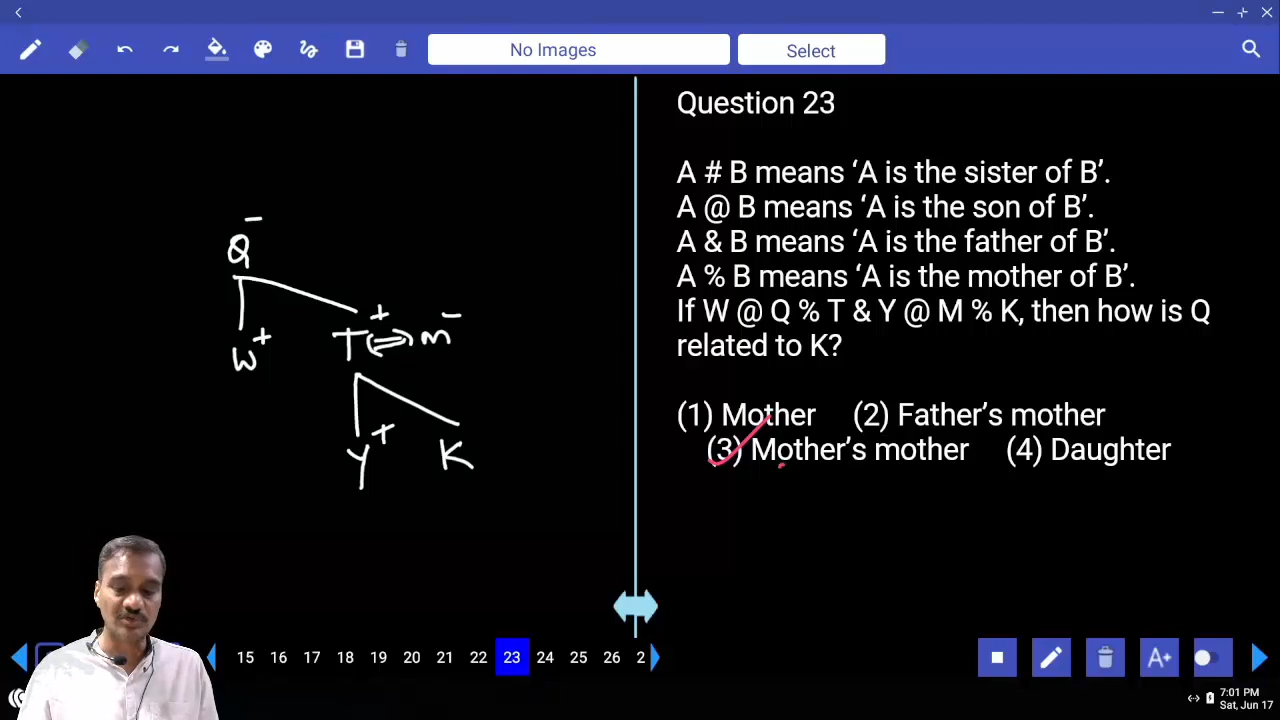 No Images
Select
Question 23
A # B means ‘A is the sister of B’.
A @ B means ‘A is the son of B’.
A & B means ‘A is the father of B’.
A % B means ‘A is the mother of B’.
If W @ Q % T & Y @ M % K, then how is Q
related to K?
(1) Mother (2) Father’s mother
(3) Mother’s mother (4) Daughter
Q −
W + T + ⇔ m −
Y + K
15 16 17 18 19 20 21 22 23 24 25 26 2
A+
7:01 PM
Sat, Jun 17